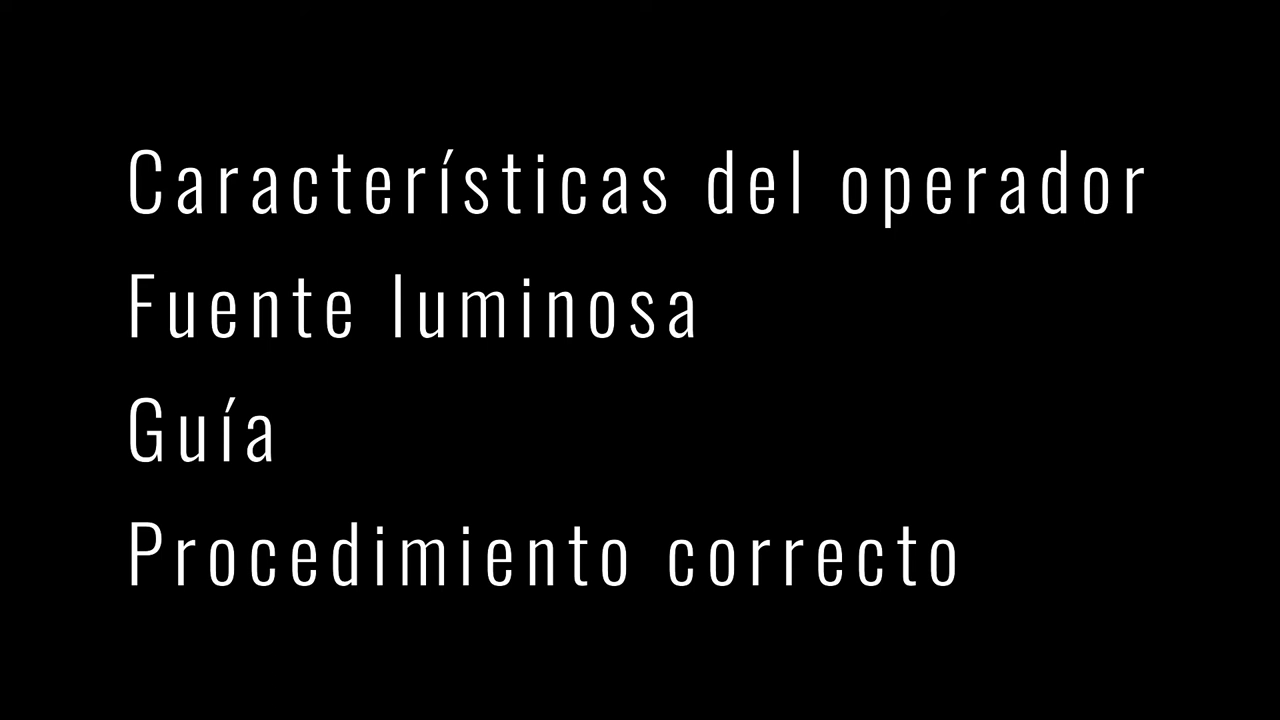 Características del operador
Fuente luminosa
Guía
Procedimiento correcto